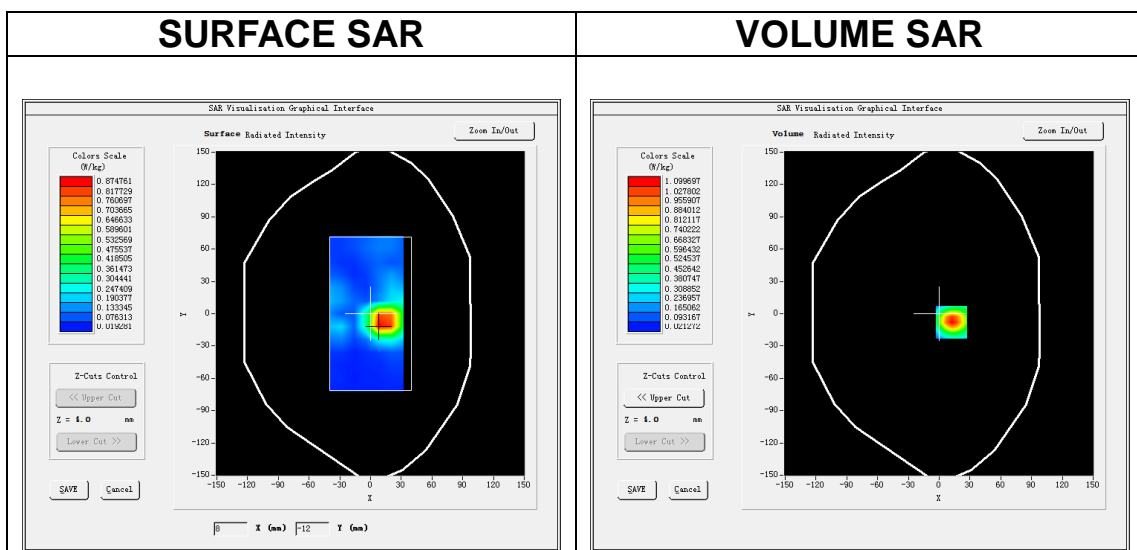 SURFACE SAR
VOLUME SAR
SAR Visualisation Graphical Interface
Surface Radiated Intensity
Zoom In/Out
Colors Scale
(W/kg)
0.874761
0.817729
0.760697
0.703665
0.646633
0.589601
0.532569
0.475537
0.418505
0.361473
0.304441
0.247409
0.190377
0.133345
0.076313
0.019281
150
120
90
60
30
0
-30
-60
-90
-120
-150
Y
-150 -120 -90 -60 -30 0 30 60 90 120 150
X
Z-Cuts Control
<< Upper Cut
Z = 4.0 mm
Lower Cut >>
SAVE
Cancel
8 X (mm) -12 Y (mm)
SAR Visualisation Graphical Interface
Volume Radiated Intensity
Zoom In/Out
Colors Scale
(W/kg)
1.099697
1.027802
0.955907
0.884012
0.812117
0.740222
0.668327
0.596432
0.524537
0.452642
0.380747
0.308852
0.236957
0.165062
0.093167
0.021272
150
120
90
60
30
0
-30
-60
-90
-120
-150
Y
-150 -120 -90 -60 -30 0 30 60 90 120 150
X
Z-Cuts Control
<< Upper Cut
Z = 4.0 mm
Lower Cut >>
SAVE
Cancel